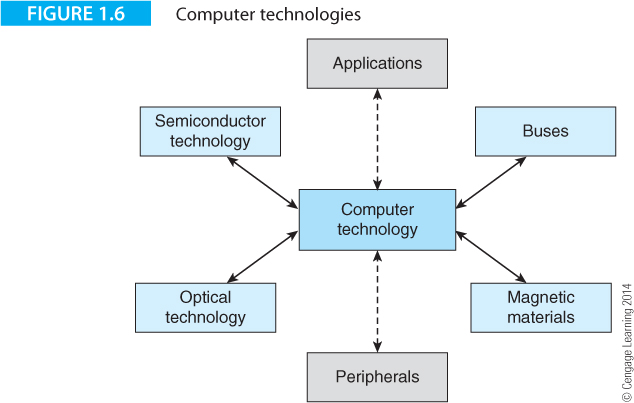 FIGURE 1.6 Computer technologies
Applications
Semiconductor
technology
Buses
Computer
technology
Optical
technology
Magnetic
materials
Peripherals
© Cengage Learning 2014